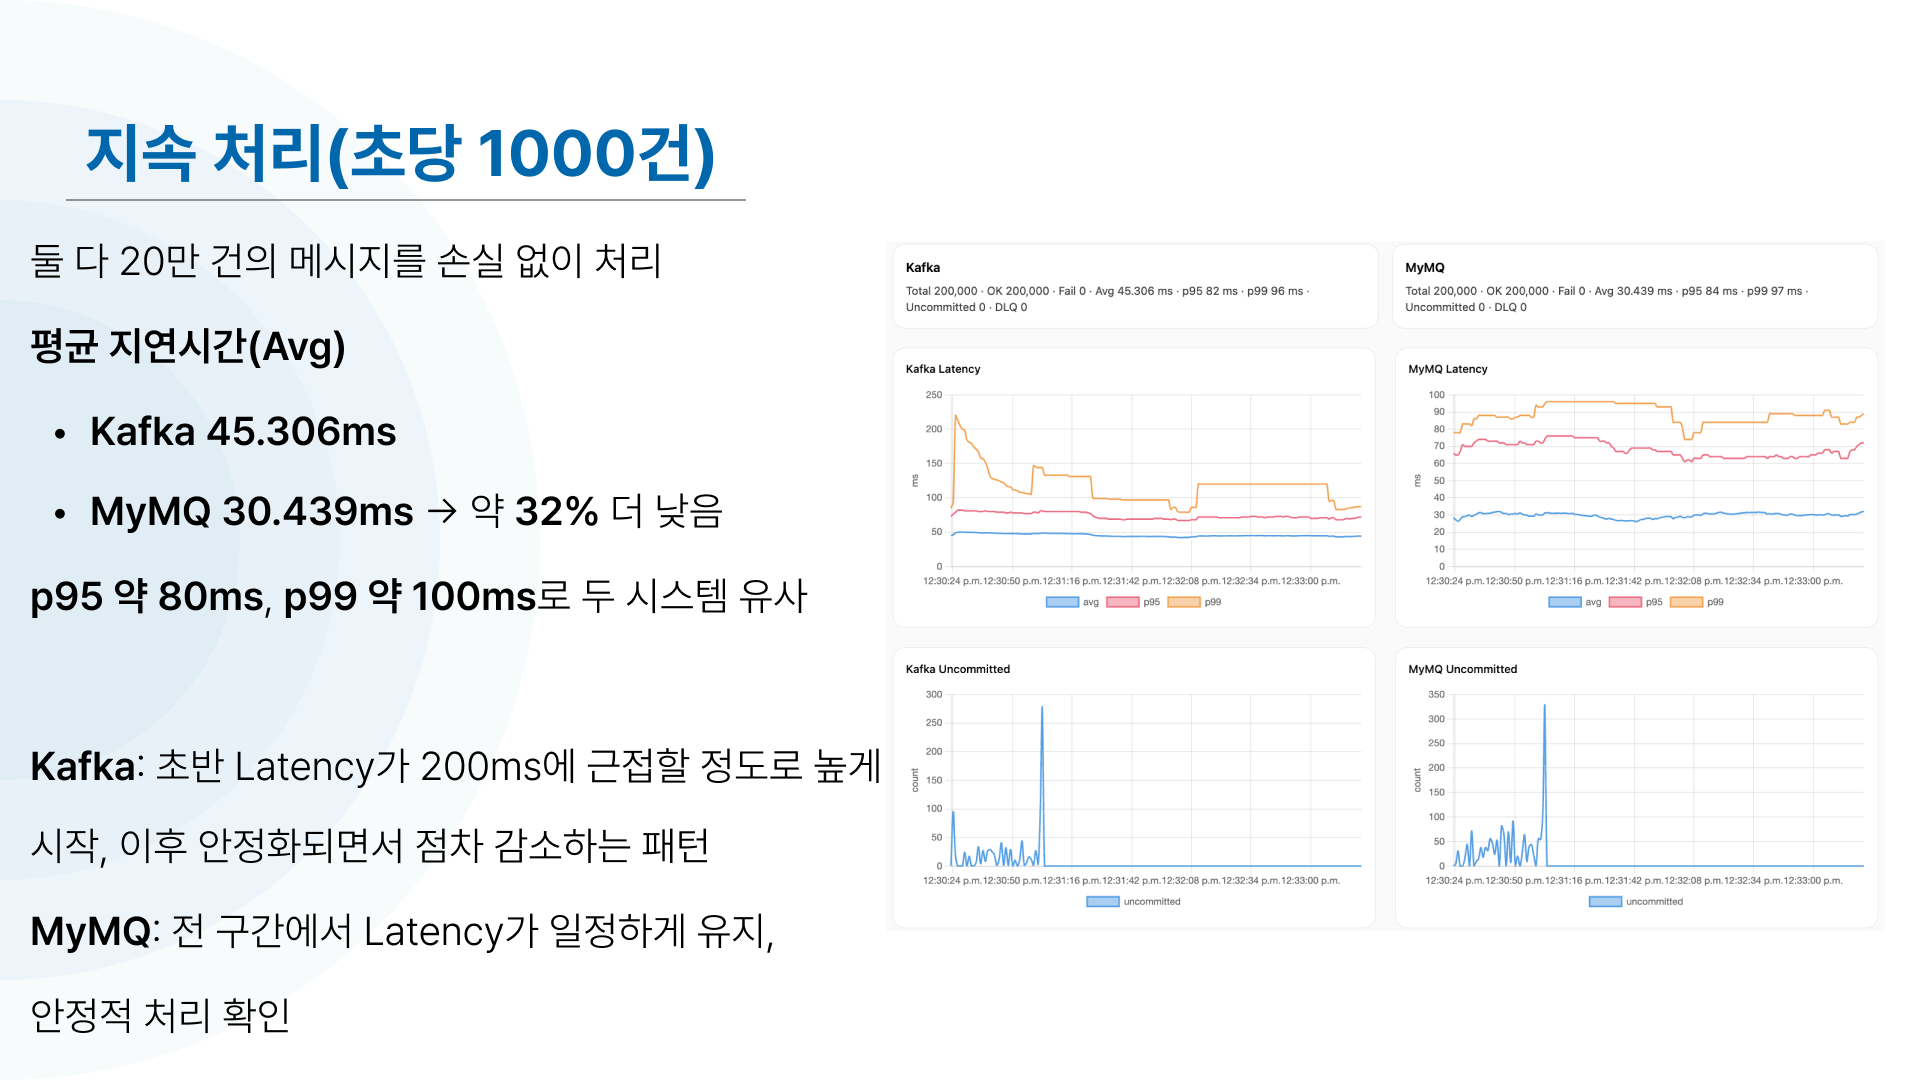 지속 처리(초당 1000건)
둘 다 20만 건의 메시지를 손실 없이 처리
평균 지연시간(Avg)
• Kafka 45.306ms
• MyMQ 30.439ms → 약 32% 더 낮음
p95 약 80ms, p99 약 100ms로 두 시스템 유사
Kafka: 초반 Latency가 200ms에 근접할 정도로 높게
시작, 이후 안정화되면서 점차 감소하는 패턴
MyMQ: 전 구간에서 Latency가 일정하게 유지,
안정적 처리 확인
Kafka
Total 200,000 · OK 200,000 · Fail 0 · Avg 45.306 ms · p95 82 ms · p99 96 ms ·
Uncommitted 0 · DLQ 0
MyMQ
Total 200,000 · OK 200,000 · Fail 0 · Avg 30.439 ms · p95 84 ms · p99 97 ms ·
Uncommitted 0 · DLQ 0
Kafka Latency
250
200
150
100
50
0
ms
12:30:24 p.m. 12:30:50 p.m. 12:31:16 p.m. 12:31:42 p.m. 12:32:08 p.m. 12:32:34 p.m. 12:33:00 p.m.
avg p95 p99
MyMQ Latency
100
90
80
70
60
50
40
30
20
10
0
ms
12:30:24 p.m. 12:30:50 p.m. 12:31:16 p.m. 12:31:42 p.m. 12:32:08 p.m. 12:32:34 p.m. 12:33:00 p.m.
avg p95 p99
Kafka Uncommitted
300
250
200
150
100
50
0
count
12:30:24 p.m. 12:30:50 p.m. 12:31:16 p.m. 12:31:42 p.m. 12:32:08 p.m. 12:32:34 p.m. 12:33:00 p.m.
uncommitted
MyMQ Uncommitted
350
300
250
200
150
100
50
0
count
12:30:24 p.m. 12:30:50 p.m. 12:31:16 p.m. 12:31:42 p.m. 12:32:08 p.m. 12:32:34 p.m. 12:33:00 p.m.
uncommitted